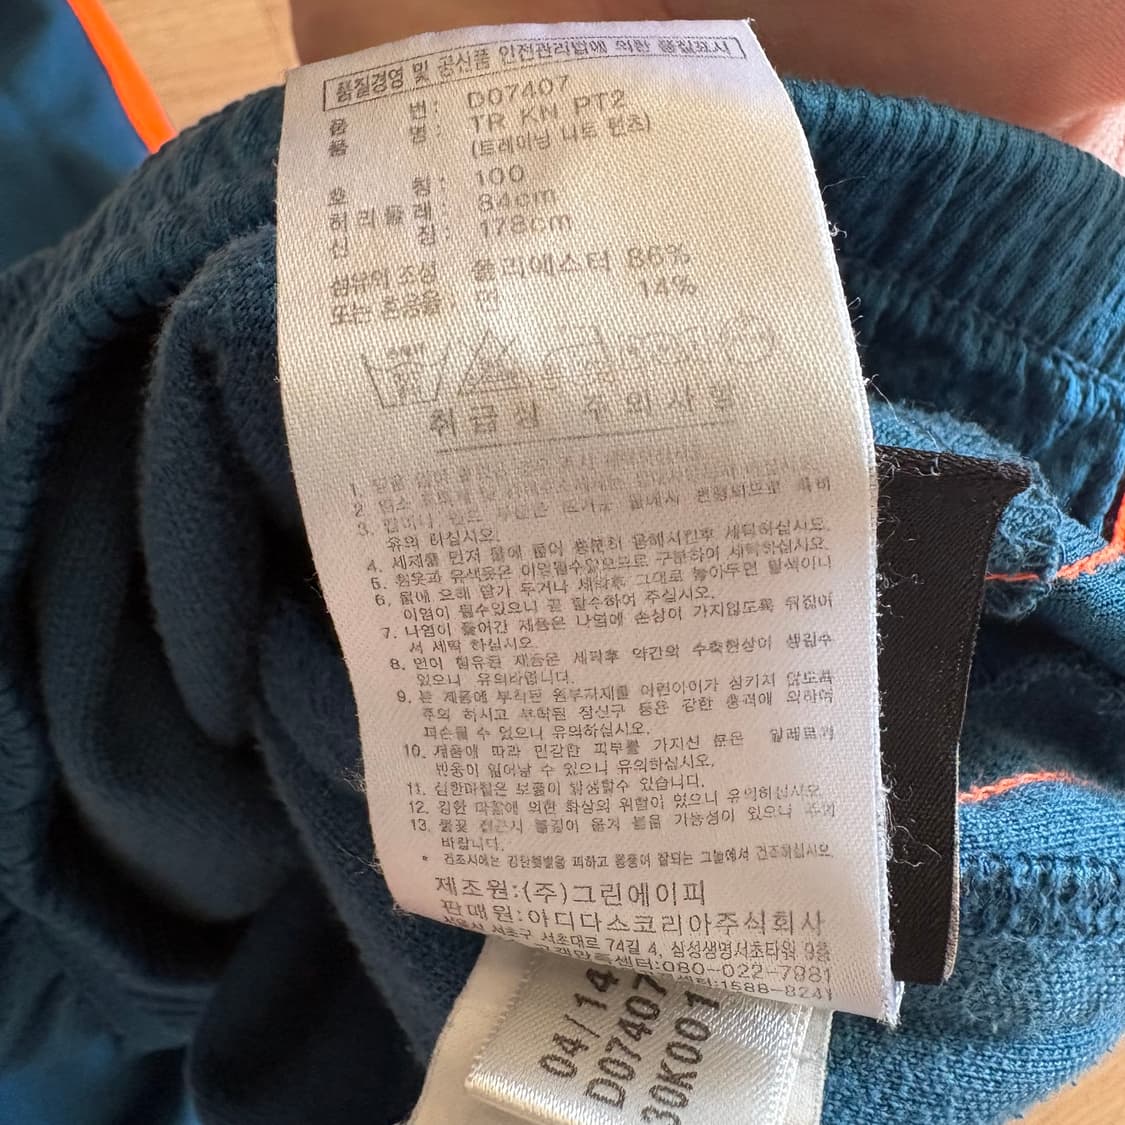 품질경영 및 공산품 안전관리법에 의한 품질표시
품 번: D07407
품 명: TR KN PT2
(트레이닝 니트 팬츠)
호 칭: 100
허리둘레: 84cm
신 장: 178cm
섬유의 조성 폴리에스터 86%
또는 혼용율 면 14%
취급상 주의사항
1.
2.
3. 유의 하십시오.
4. 세제를 먼저 물에 풀어 충분히 용해시킨후 세탁하십시오.
5. 흰옷과 유색옷은 이염될수있으므로 구분하여 세탁하십시오.
6. 물에 오래 담가 두거나 세탁후 그대로 놓아두면 탈색이나
이염이 될수있으니 곧 탈수하여 주십시오.
7. 나염이 들어간 제품은 나염에 손상이 가지않도록 뒤집어
서 세탁 하십시오.
8. 면이 함유된 제품은 세탁후 약간의 수축현상이 생길수
있으니 유의바랍니다.
9. 본 제품에 부착된 원부자재를 어린아이가 삼키지 않도록
주의 하시고 부착된 장신구 등은 강한 충격에 의하여
파손될 수 있으니 유의하십시오.
10. 개인에 따라 민감한 피부를 가지신 분은 알레르기
반응이 일어날 수 있으니 유의하십시오.
11. 심한마찰은 보풀이 발생할수 있습니다.
12. 강한 마찰에 의한 화상의 위험이 있으니 유의하십시오.
13. 불꽃 접근시 불길이 옮겨 붙을 가능성이 있으니 주의
바랍니다.
* 건조시에는 강한햇빛을 피하고 통풍이 잘되는 그늘에서 건조하십시오.
제조원:(주)그린에이피
판매원:아디다스코리아주식회사
서울시 서초구 서초대로 74길 4, 삼성생명서초타워 9층
고객만족센터:080-022-7981
센터:1588-8241
04/14
D07407
30K001